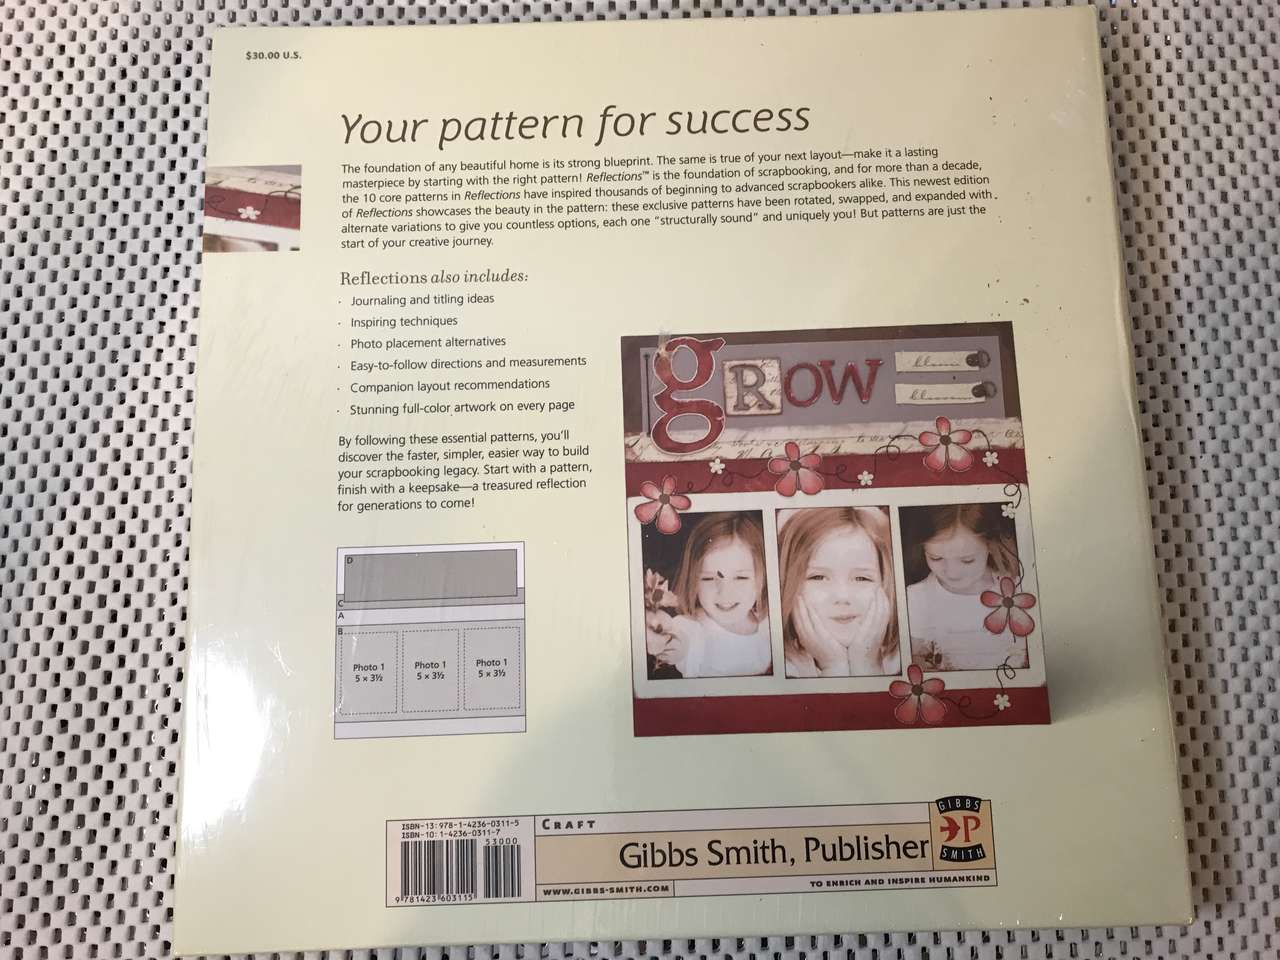 $30.00 U.S.
Your pattern for success
The foundation of any beautiful home is its strong blueprint. The same is true of your next layout—make it a lasting
masterpiece by starting with the right pattern! Reflections™ is the foundation of scrapbooking, and for more than a decade,
the 10 core patterns in Reflections have inspired thousands of beginning to advanced scrapbookers alike. This newest edition
of Reflections showcases the beauty in the pattern: these exclusive patterns have been rotated, swapped, and expanded with
alternate variations to give you countless options, each one “structurally sound” and uniquely you! But patterns are just the
start of your creative journey.
Reflections also includes:
· Journaling and titling ideas
· Inspiring techniques
· Photo placement alternatives
· Easy-to-follow directions and measurements
· Companion layout recommendations
· Stunning full-color artwork on every page
By following these essential patterns, you’ll
discover the faster, simpler, easier way to build
your scrapbooking legacy. Start with a pattern,
finish with a keepsake—a treasured reflection
for generations to come!
gROW
bloom
blossom
D
C
A
B
Photo 1
5 x 3½
Photo 1
5 x 3½
Photo 1
5 x 3½
ISBN-13: 978-1-4236-0311-5
ISBN-10: 1-4236-0311-7
53000
9 781423 603115
CRAFT
Gibbs Smith, Publisher
GIBBS
P
SMITH
WWW.GIBBS-SMITH.COM
TO ENRICH AND INSPIRE HUMANKIND